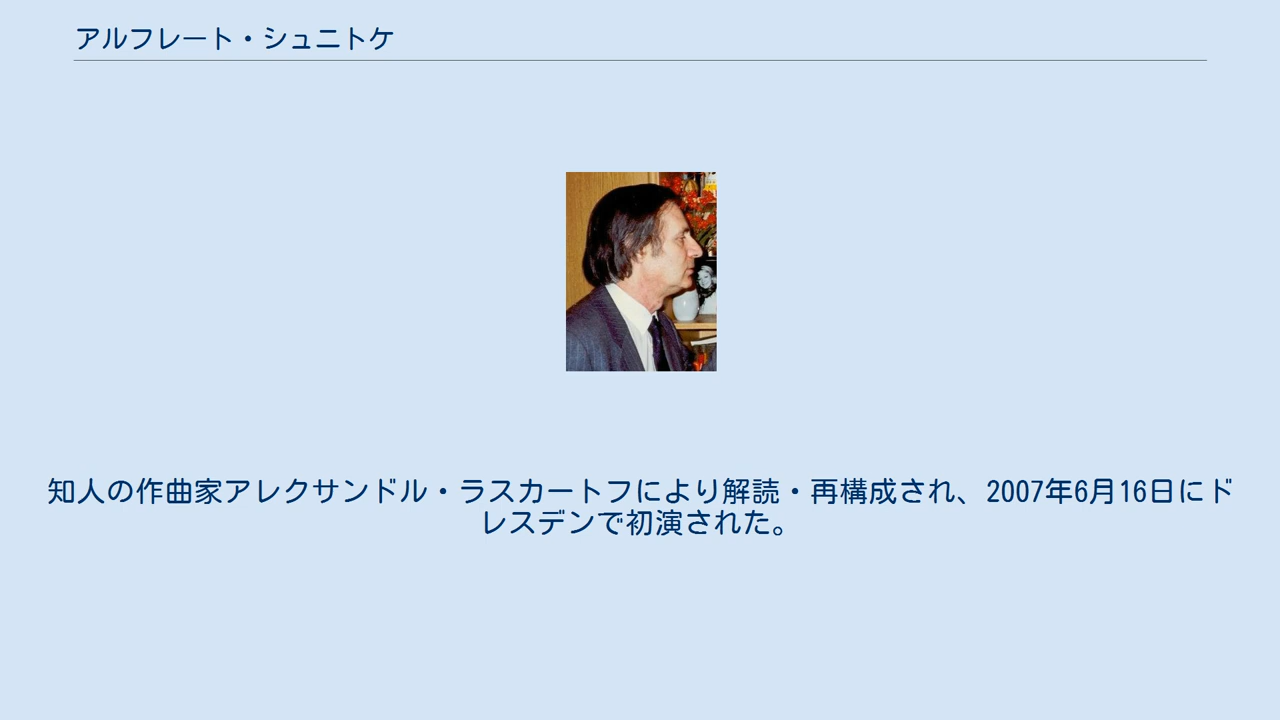 アルフレート・シュニトケ
知人の作曲家アレクサンドル・ラスカートフにより解読・再構成され、2007年6月16日にド
レスデンで初演された。